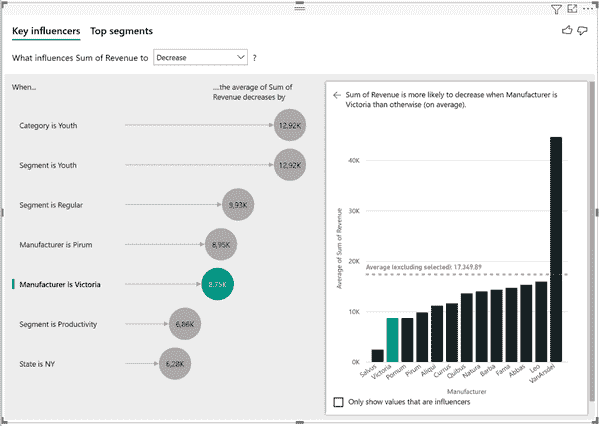 Key influencers Top segments
What influences Sum of Revenue to Decrease ?
When...
....the average of Sum of
Revenue decreases by
Category is Youth 12,92K
Segment is Youth 12,92K
Segment is Regular 9,93K
Manufacturer is Pirum 8,95K
Manufacturer is Victoria 8,75K
Segment is Productivity 6,86K
State is NY 6,20K
Sum of Revenue is more likely to decrease when Manufacturer is
Victoria than otherwise (on average).
Average of Sum of Revenue
40K
30K
20K
10K
0K
Average (excluding selected): 17.349,89
Salvus
Victoria
Pomum
Pirum
Aliqui
Currus
Quibus
Natura
Barba
Fama
Abbas
Leo
VanArsdel
Manufacturer
Only show values that are influencers